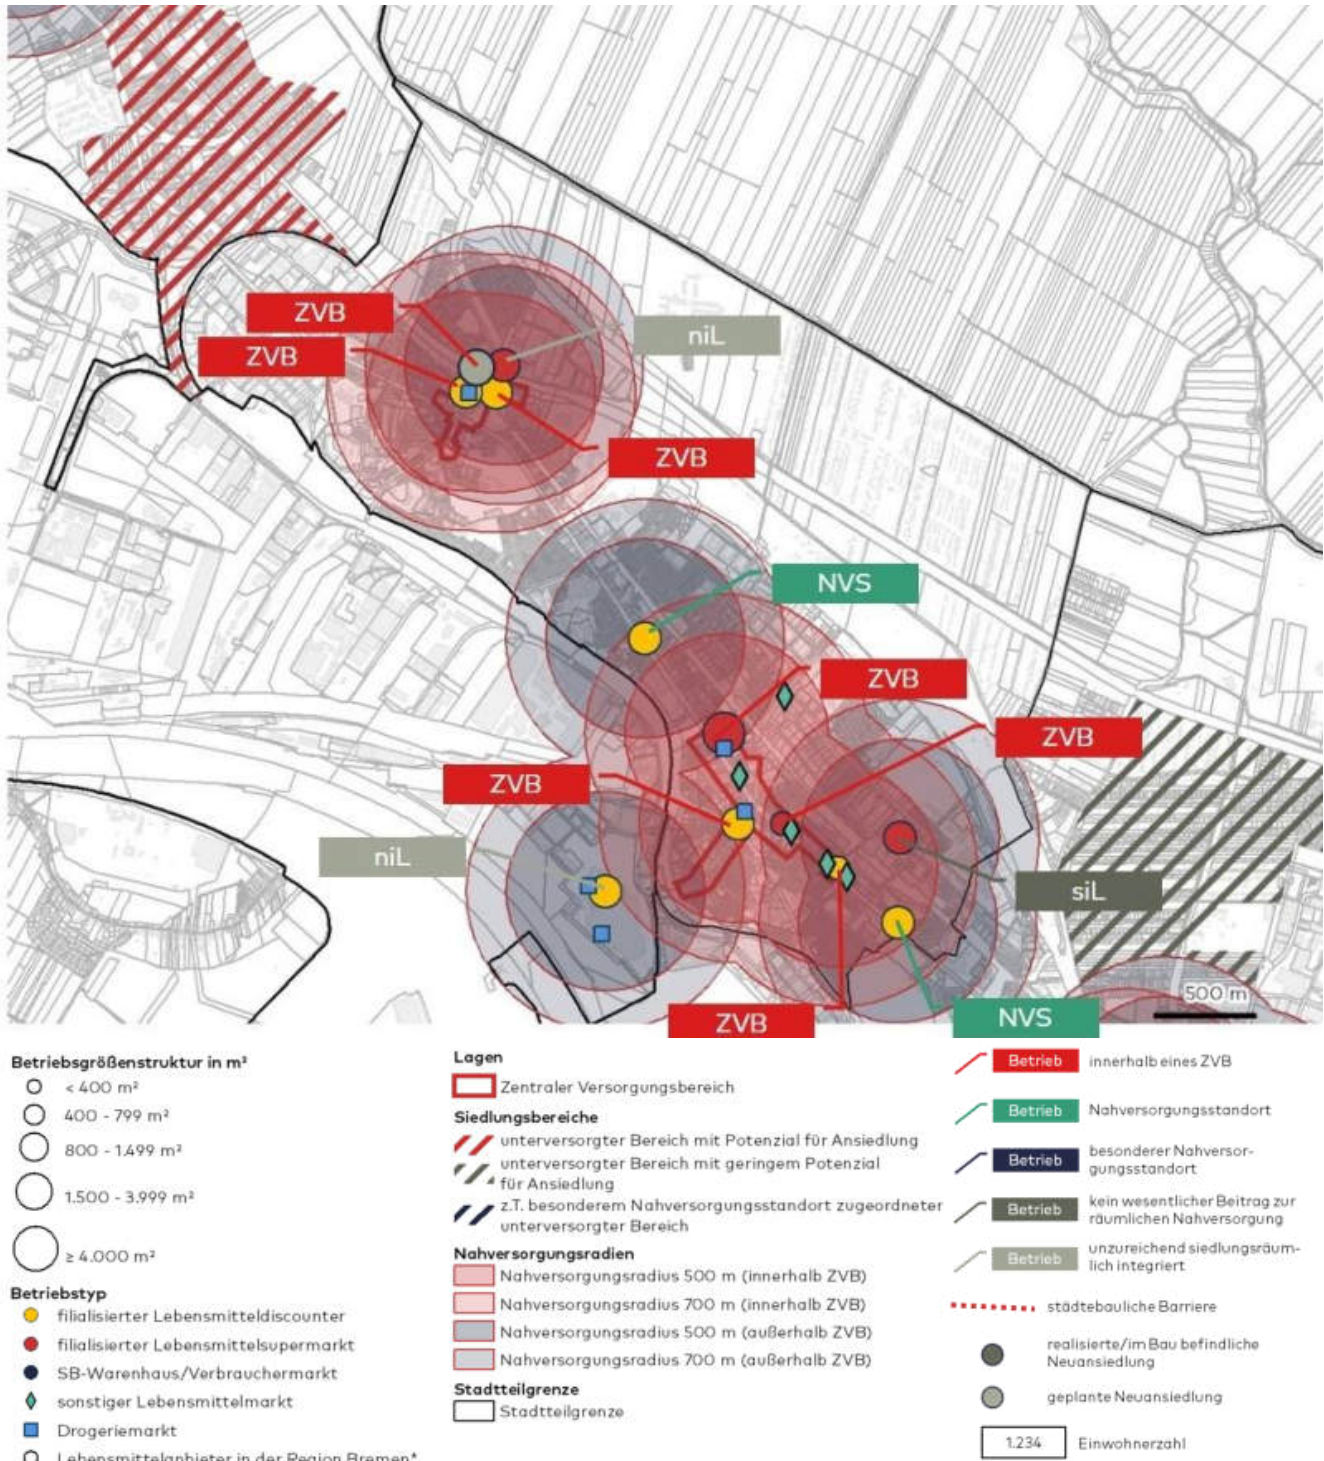 ZVB
niL
ZVB
ZVB
NVS
ZVB
ZVB
ZVB
niL
siL
500 m
ZVB
NVS
Betriebsgrößenstruktur in m²
< 400 m²
400 - 799 m²
800 - 1.499 m²
1.500 - 3.999 m²
≥ 4.000 m²
Betriebstyp
filialisierter Lebensmitteldiscounter
filialisierter Lebensmittelsupermarkt
SB-Warenhaus/Verbrauchermarkt
sonstiger Lebensmittelmarkt
Drogeriemarkt
Lebensmittelanbieter in der Region Bremen*
Lagen
Zentraler Versorgungsbereich
Siedlungsbereiche
unterversorgter Bereich mit Potenzial für Ansiedlung
unterversorgter Bereich mit geringem Potenzial
für Ansiedlung
z.T. besonderem Nahversorgungsstandort zugeordneter
unterversorgter Bereich
Nahversorgungsradien
Nahversorgungsradius 500 m (innerhalb ZVB)
Nahversorgungsradius 700 m (innerhalb ZVB)
Nahversorgungsradius 500 m (außerhalb ZVB)
Nahversorgungsradius 700 m (außerhalb ZVB)
Stadtteilgrenze
Stadtteilgrenze
Betrieb innerhalb eines ZVB
Betrieb Nahversorgungsstandort
Betrieb besonderer Nahversor-
gungsstandort
Betrieb kein wesentlicher Beitrag zur
räumlichen Nahversorgung
Betrieb unzureichend siedlungsräum-
lich integriert
städtebauliche Barriere
realisierte/im Bau befindliche
Neuansiedlung
geplante Neuansiedlung
1.234 Einwohnerzahl